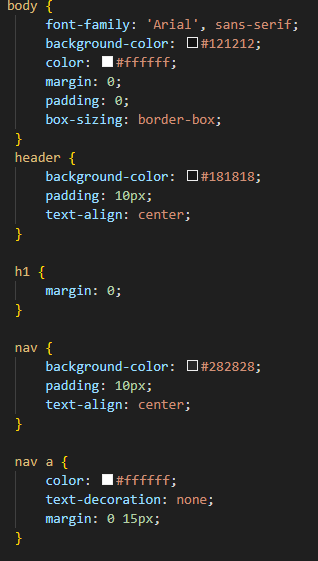 body {
font-family: 'Arial', sans-serif;
background-color: #121212;
color: #ffffff;
margin: 0;
padding: 0;
box-sizing: border-box;
}
header {
background-color: #181818;
padding: 10px;
text-align: center;
}
h1 {
margin: 0;
}
nav {
background-color: #282828;
padding: 10px;
text-align: center;
}
nav a {
color: #ffffff;
text-decoration: none;
margin: 0 15px;
}